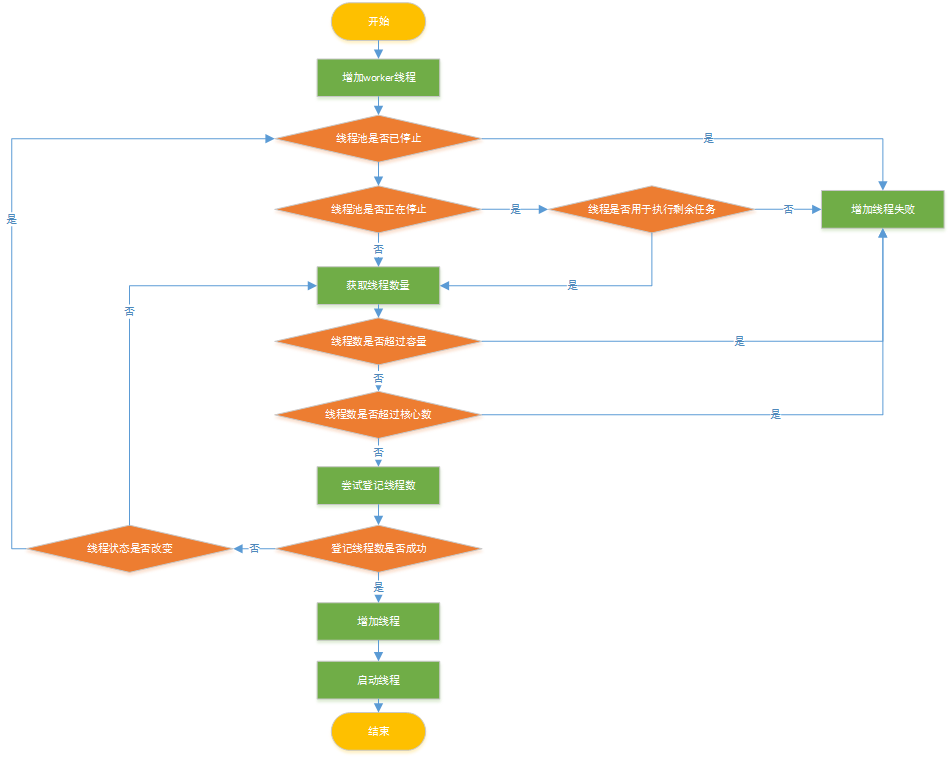 开始
增加worker线程
线程池是否已停止
是
线程池是否正在停止
是
线程是否用于执行剩余任务
否
增加线程失败
是
否
获取线程数量
是
否
线程数是否超过容量
是
否
线程数是否超过核心数
是
否
尝试登记线程数
线程状态是否改变
否
登记线程数是否成功
是
增加线程
启动线程
结束